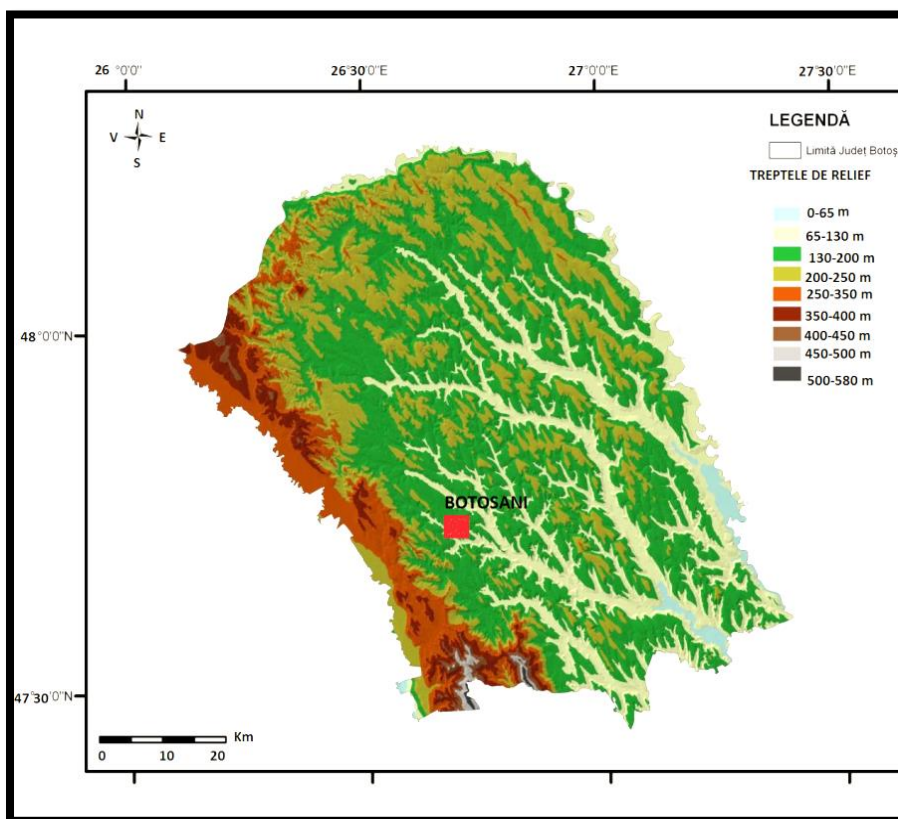 26 °0'0" 26°30'0"E 27°0'0"E 27°30'0"E
N
V E
S
LEGENDĂ
Limită Județ Botoș
TREPTELE DE RELIEF
0-65 m
65-130 m
130-200 m
200-250 m
250-350 m
350-400 m
400-450 m
450-500 m
500-580 m
48°0'0"N
BOTOSANI
47°30'0"N
Km
0 10 20